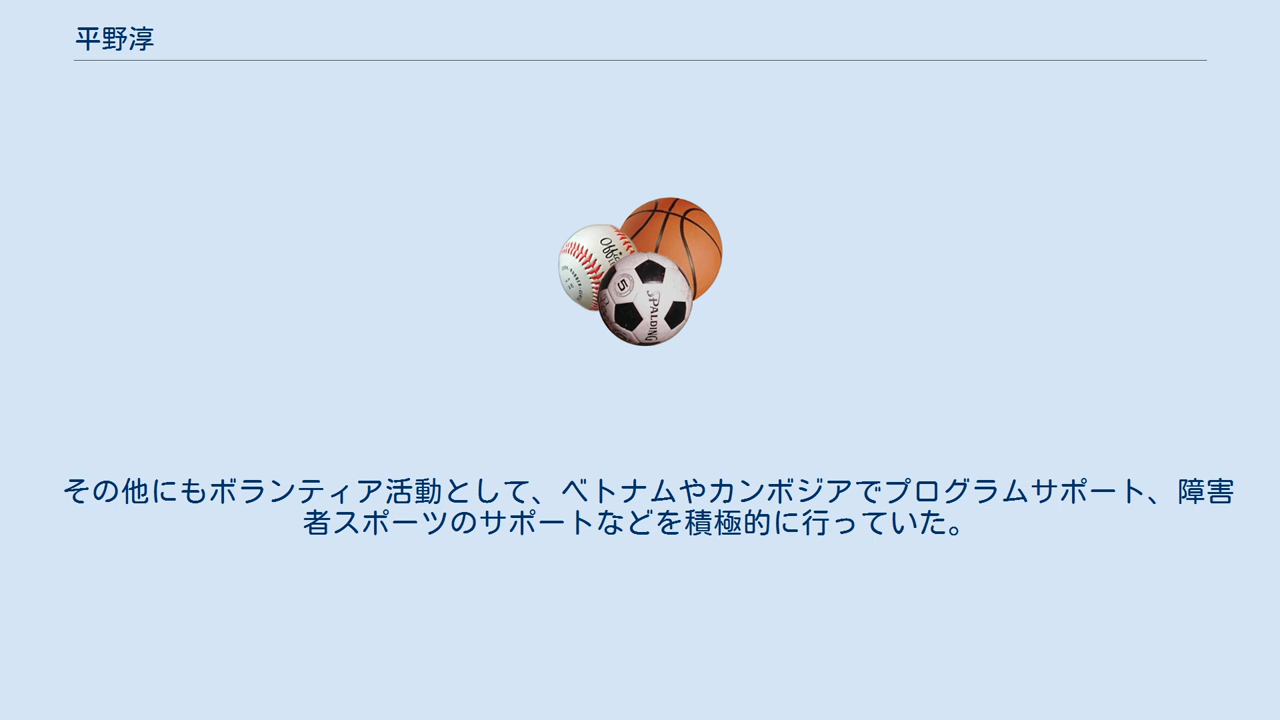 平野淳
5
SPALDING
その他にもボランティア活動として、ベトナムやカンボジアでプログラムサポート、障害
者スポーツのサポートなどを積極的に行っていた。